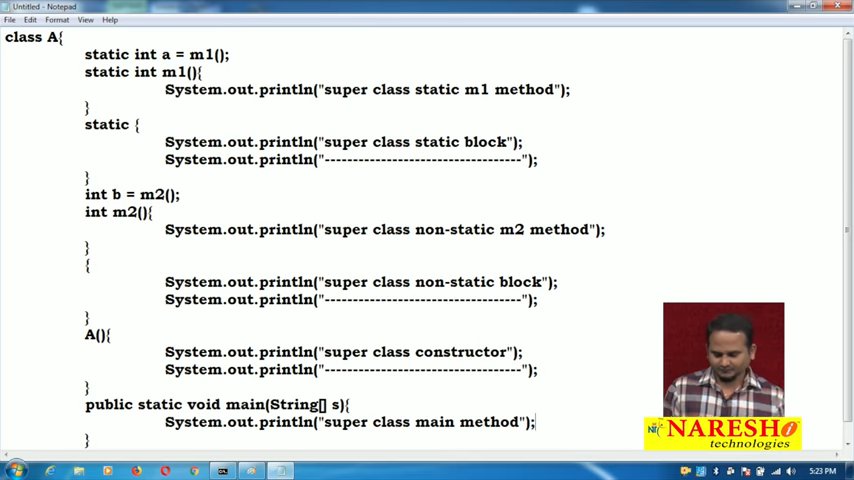 Untitled - Notepad
File Edit Format View Help
class A{
static int a = m1();
static int m1(){
System.out.println("super class static m1 method");
}
static {
System.out.println("super class static block");
System.out.println("-----------------------------------");
}
int b = m2();
int m2(){
System.out.println("super class non-static m2 method");
}
{
System.out.println("super class non-static block");
System.out.println("-----------------------------------");
}
A(){
System.out.println("super class constructor");
System.out.println("-----------------------------------");
}
public static void main(String[] s){
System.out.println("super class main method");
}
NARESH i
technologies
5:23 PM